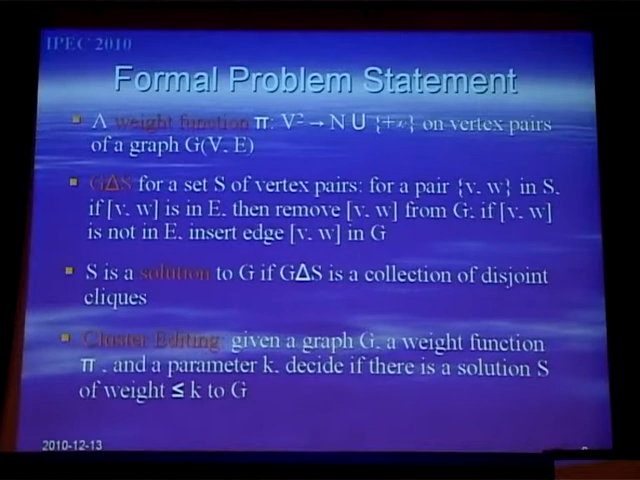 IPEC 2010
Formal Problem Statement
A weight function π: V² → N U {+∞} on vertex pairs
of a graph G(V, E)
GΔS for a set S of vertex pairs: for a pair {v, w} in S,
if [v, w] is in E, then remove [v, w] from G; if [v, w]
is not in E, insert edge [v, w] in G
S is a solution to G if GΔS is a collection of disjoint
cliques
Cluster Editing: given a graph G, a weight function
π , and a parameter k, decide if there is a solution S
of weight ≤ k to G
2010-12-13